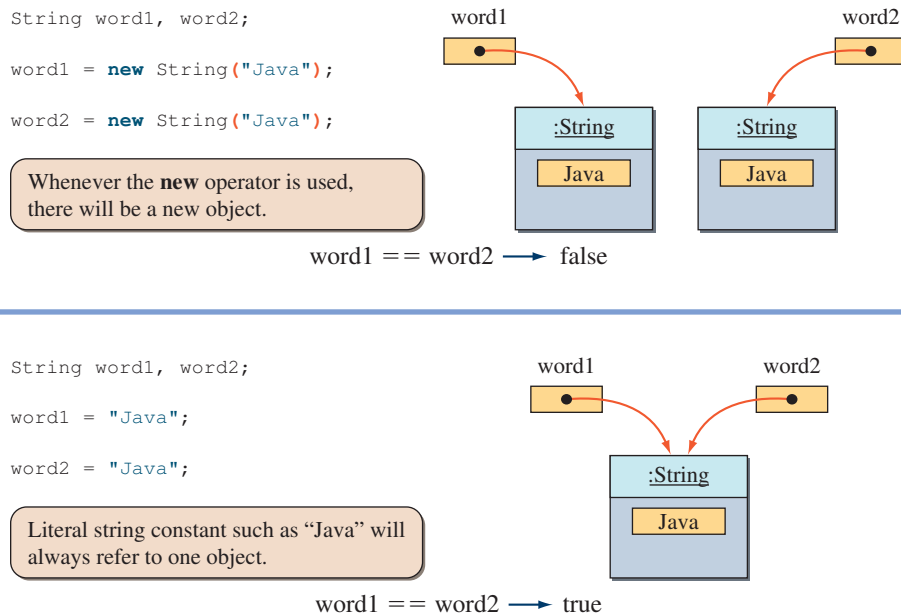 String word1, word2;
word1 = new String("Java");
word2 = new String("Java");
Whenever the new operator is used,
there will be a new object.
word1
word2
:String
:String
Java
Java
word1 == word2 → false
String word1, word2;
word1 = "Java";
word2 = "Java";
Literal string constant such as “Java” will
always refer to one object.
word1
word2
:String
Java
word1 == word2 → true